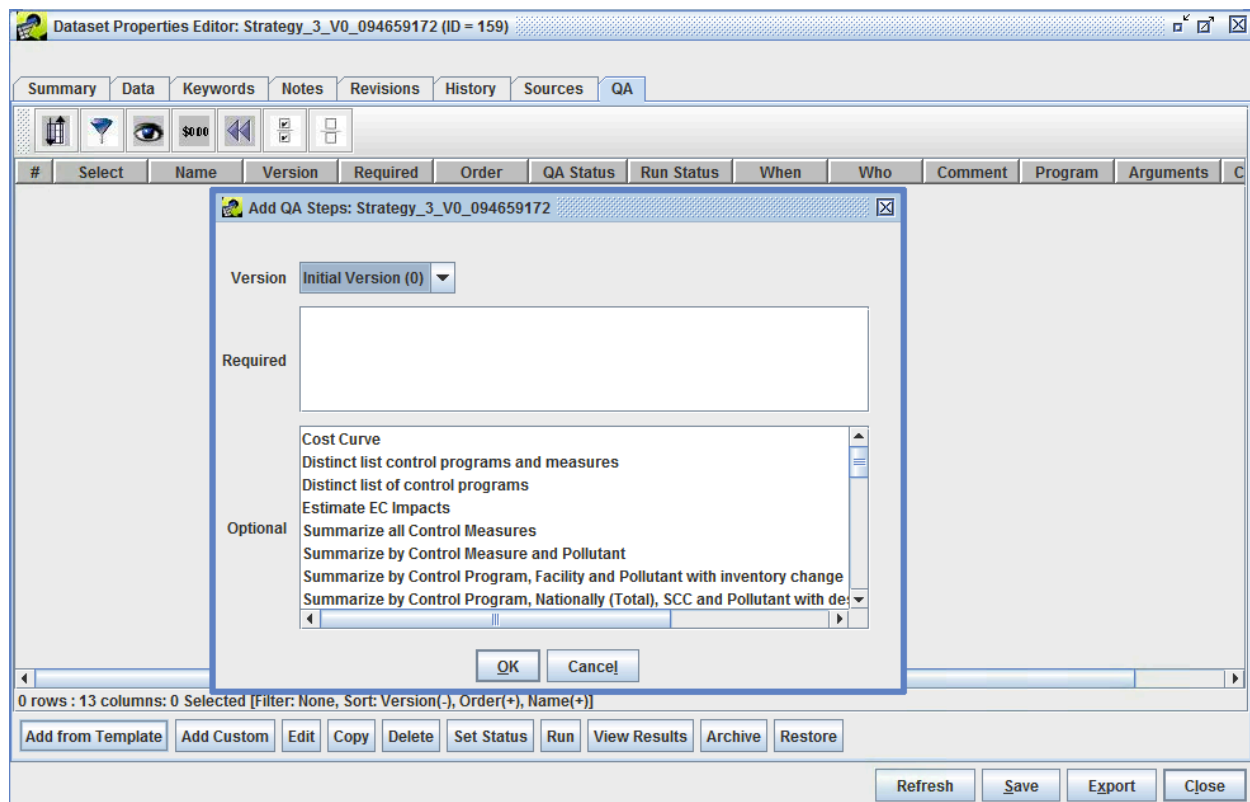 Dataset Properties Editor: Strategy_3_V0_094659172 (ID = 159)
Summary Data Keywords Notes Revisions History Sources QA
$000
# Select Name Version Required Order QA Status Run Status When Who Comment Program Arguments C
Add QA Steps: Strategy_3_V0_094659172
Version Initial Version (0)
Required
Optional
Cost Curve
Distinct list control programs and measures
Distinct list of control programs
Estimate EC Impacts
Summarize all Control Measures
Summarize by Control Measure and Pollutant
Summarize by Control Program, Facility and Pollutant with inventory change
Summarize by Control Program, Nationally (Total), SCC and Pollutant with de
OK Cancel
0 rows : 13 columns: 0 Selected [Filter: None, Sort: Version(-), Order(+), Name(+)]
Add from Template Add Custom Edit Copy Delete Set Status Run View Results Archive Restore
Refresh Save Export Close